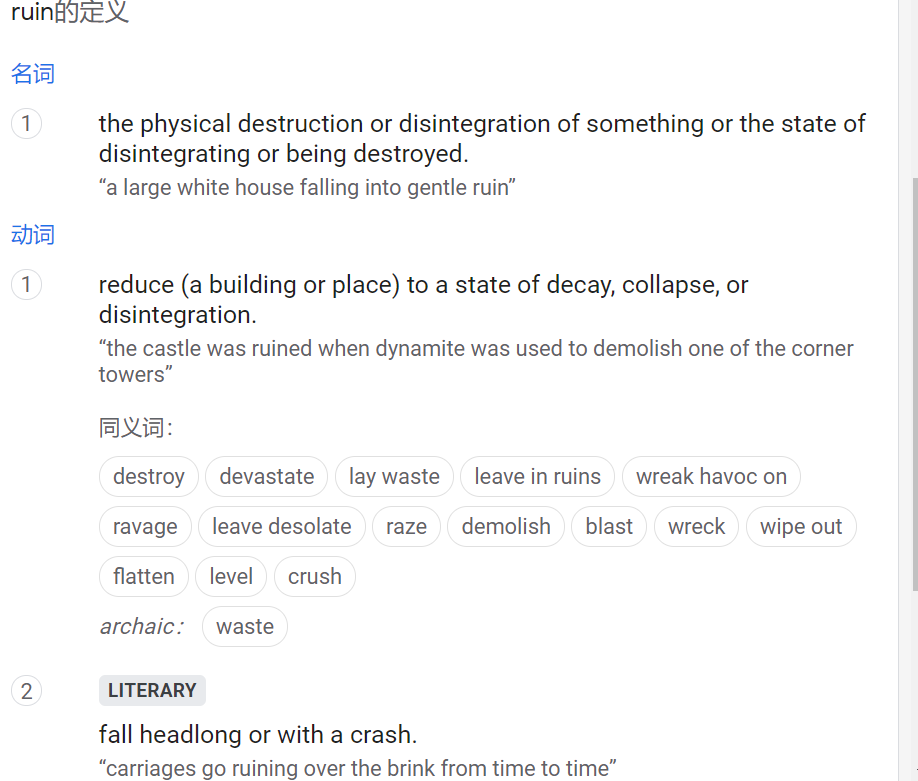 ruin的定义
名词
1
the physical destruction or disintegration of something or the state of
disintegrating or being destroyed.
“a large white house falling into gentle ruin”
动词
1
reduce (a building or place) to a state of decay, collapse, or
disintegration.
“the castle was ruined when dynamite was used to demolish one of the corner
towers”
同义词：
destroy devastate lay waste leave in ruins wreak havoc on
ravage leave desolate raze demolish blast wreck wipe out
flatten level crush
archaic： waste
2 LITERARY
fall headlong or with a crash.
“carriages go ruining over the brink from time to time”